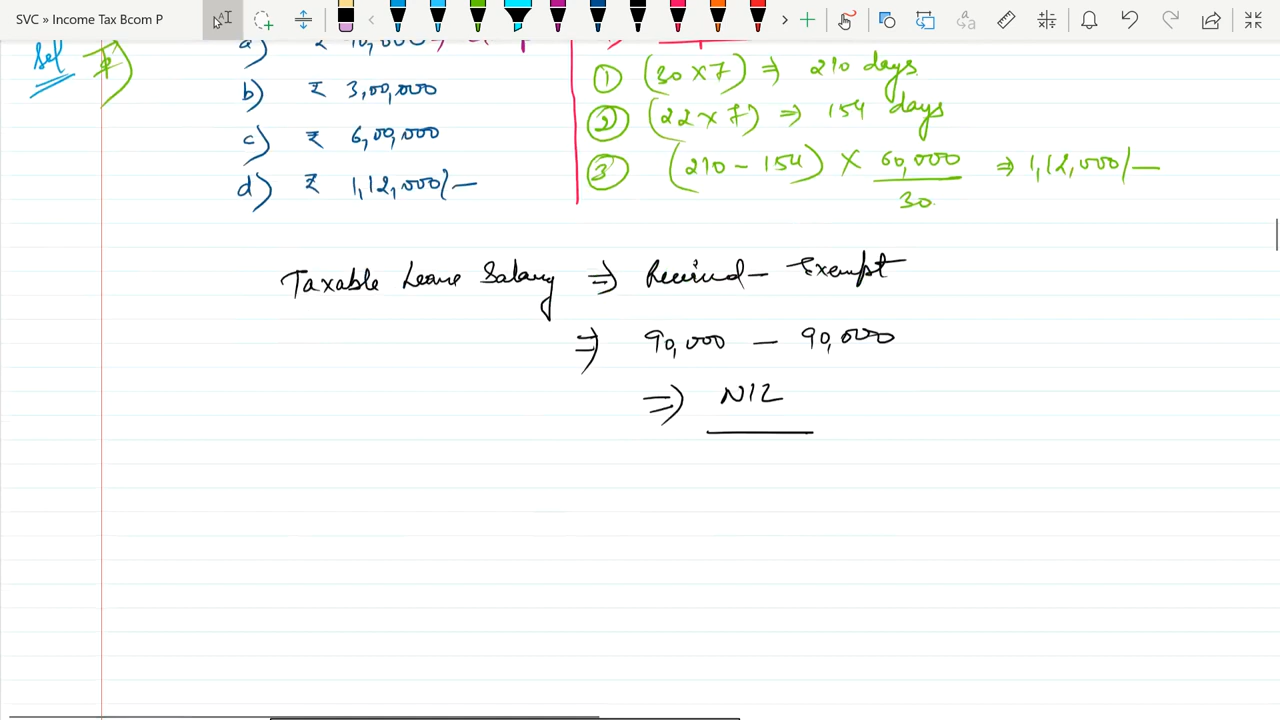 SVC » Income Tax Bcom P
Sol
b) ₹ 3,00,000
c) ₹ 6,00,000
d) ₹ 1,12,000/-
① (30 × 7) ⇒ 210 days
② (22 × 7) ⇒ 154 days
③ (210 - 154) × 60,000 ⇒ 1,12,000/-
30
Taxable Leave Salary ⇒ Received - Exempt
⇒ 90,000 - 90,000
⇒ NIL